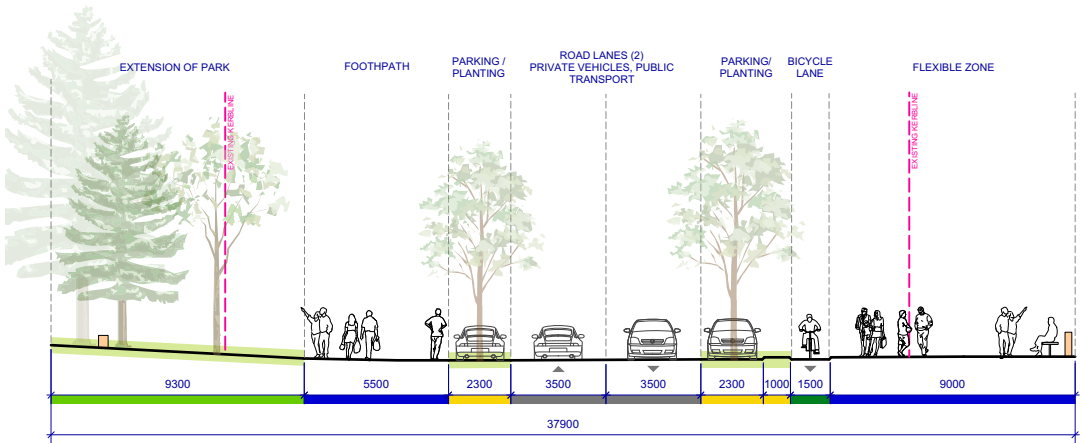 EXTENSION OF PARK
FOOTPATH
PARKING /
PLANTING
ROAD LANES (2)
PRIVATE VEHICLES, PUBLIC
TRANSPORT
PARKING/
PLANTING
BICYCLE
LANE
FLEXIBLE ZONE
EXISTING KERBLINE
EXISTING KERBLINE
9300
5500
2300
3500
3500
2300
1000
1500
9000
37900